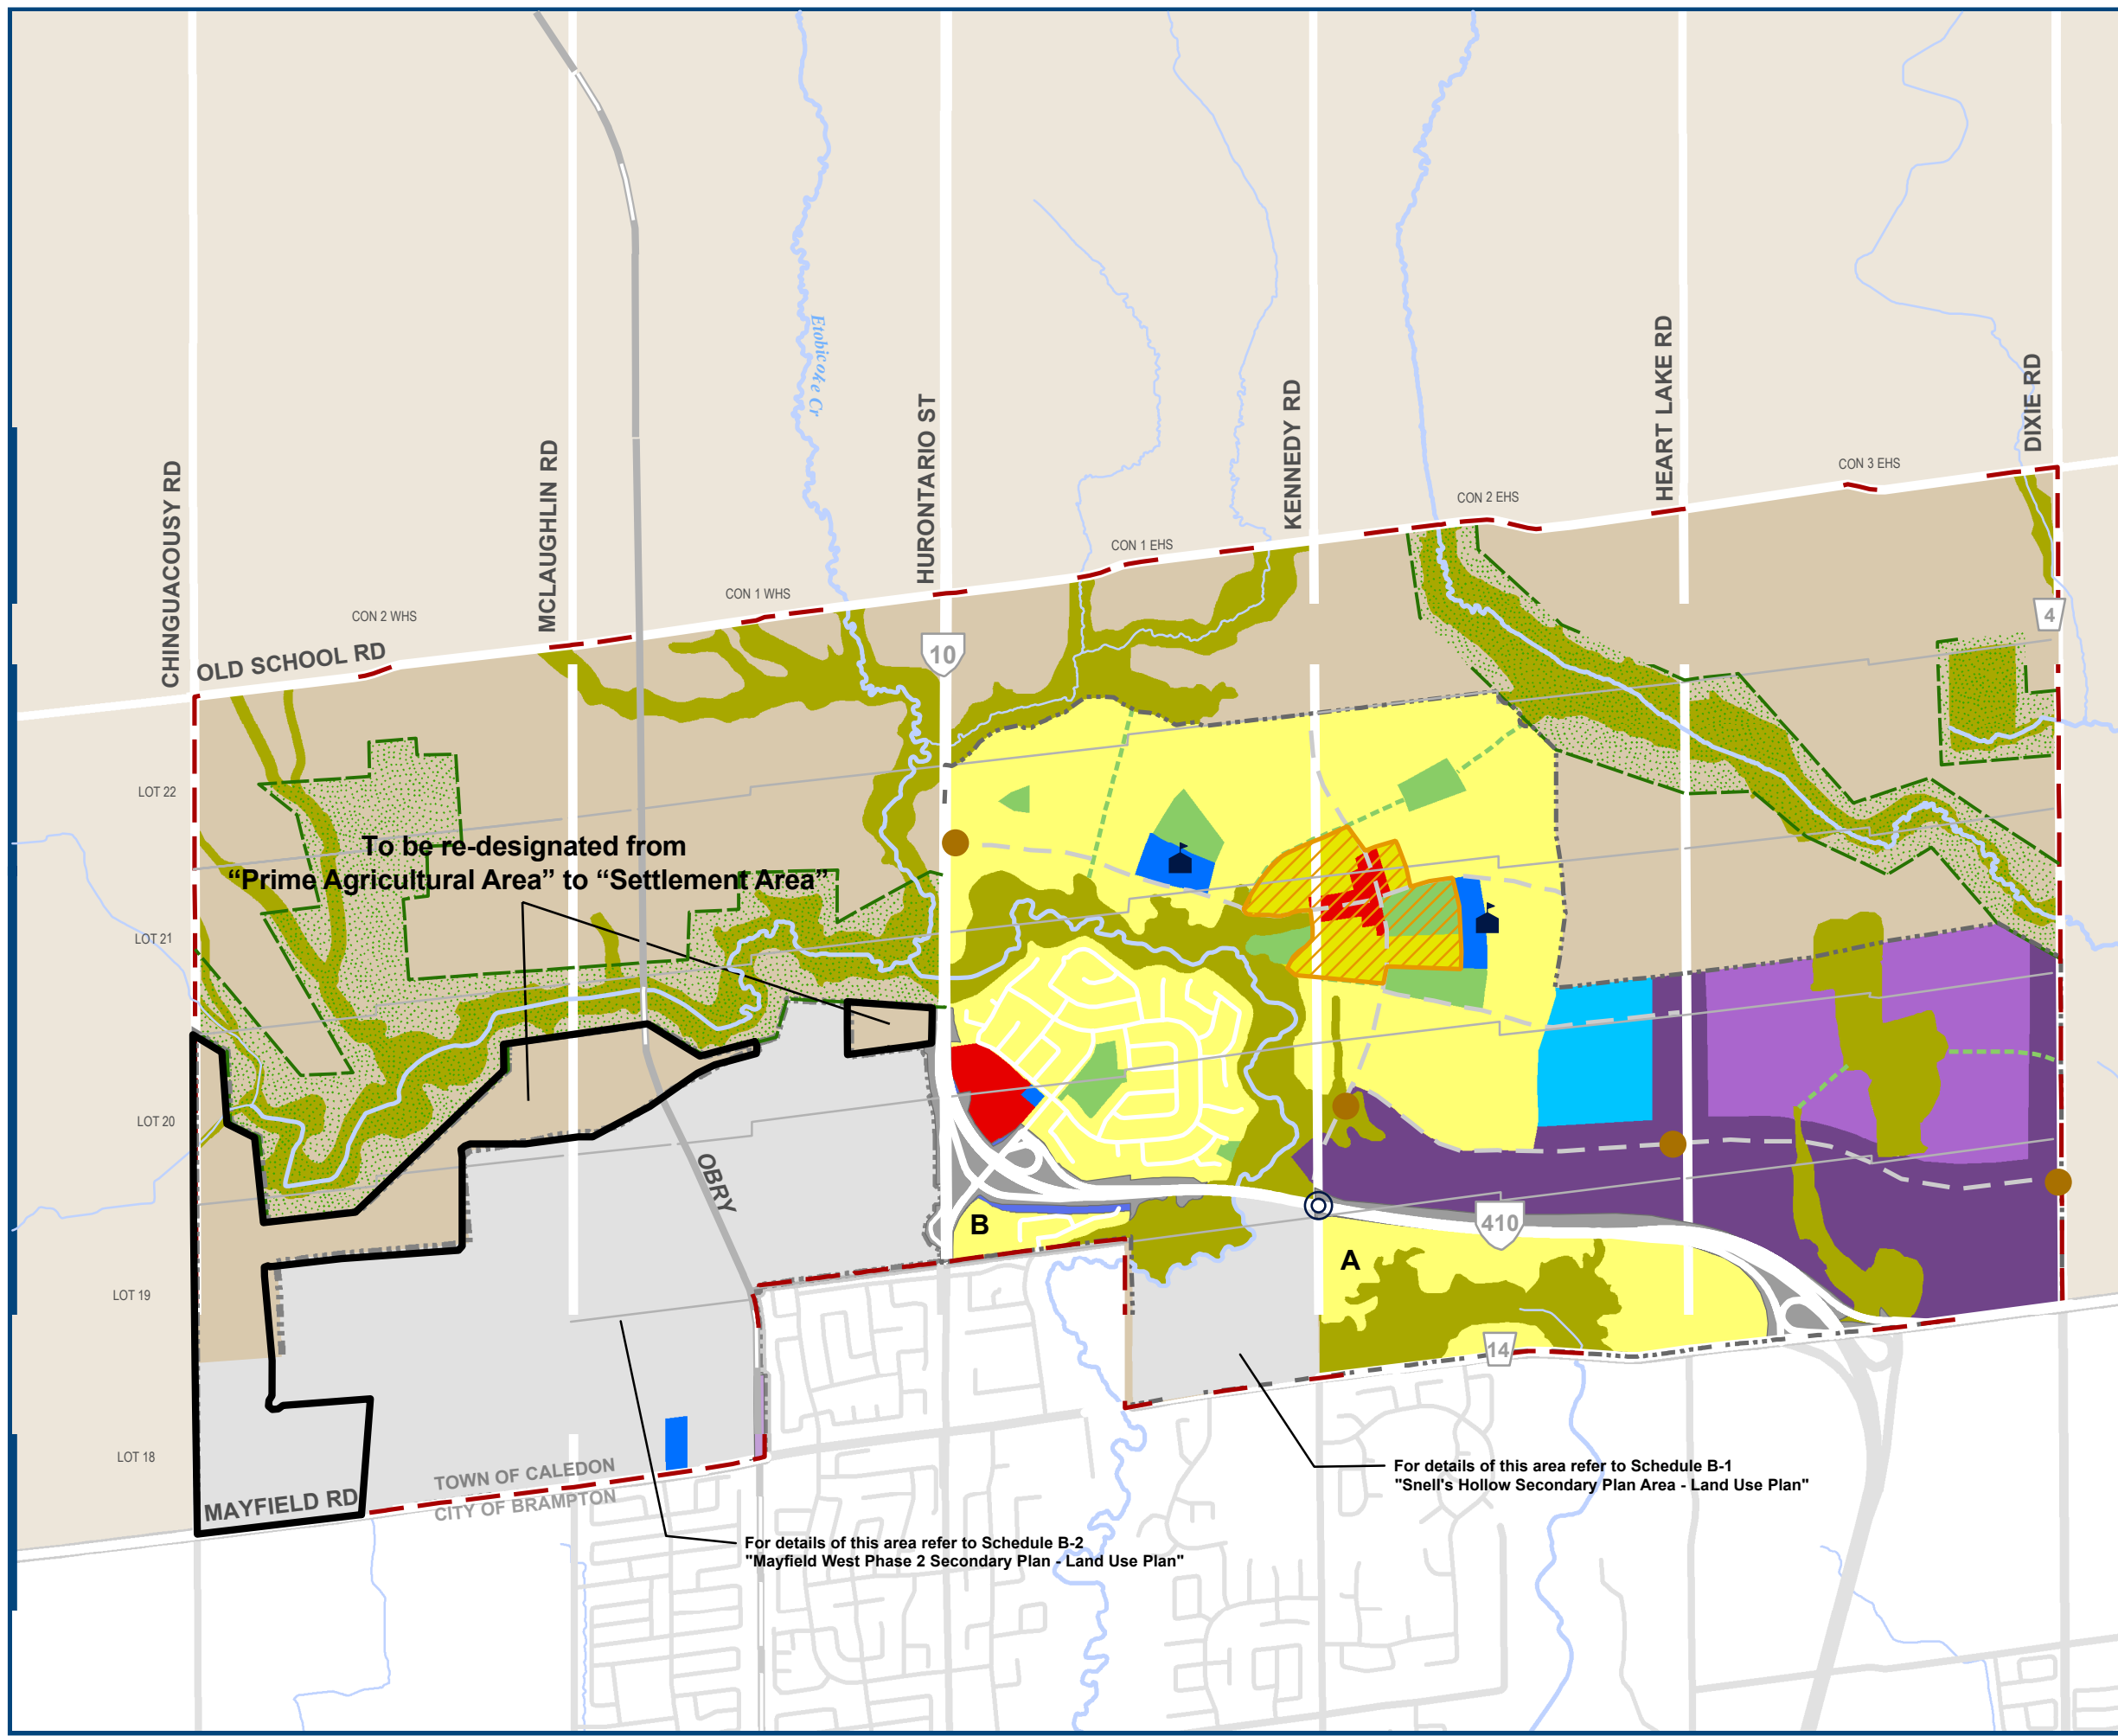 Etobicoke Cr
CHINGUACOUSY RD
MCLAUGHLIN RD
HURONTARIO ST
KENNEDY RD
HEART LAKE RD
DIXIE RD
CON 3 EHS
CON 2 EHS
CON 1 EHS
CON 1 WHS
CON 2 WHS
OLD SCHOOL RD
10
4
LOT 22
To be re-designated from
“Prime Agricultural Area” to “Settlement Area”
LOT 21
LOT 20
OBRY
B
410
A
LOT 19
14
LOT 18
TOWN OF CALEDON
MAYFIELD RD
CITY OF BRAMPTON
For details of this area refer to Schedule B-1
"Snell's Hollow Secondary Plan Area - Land Use Plan"
For details of this area refer to Schedule B-2
"Mayfield West Phase 2 Secondary Plan - Land Use Plan"